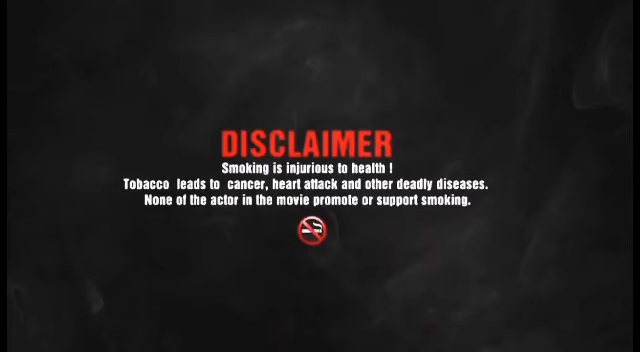 DISCLAIMER
Smoking is injurious to health !
Tobacco leads to cancer, heart attack and other deadly diseases.
None of the actor in the movie promote or support smoking.